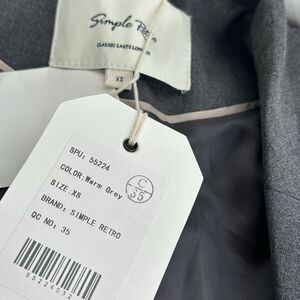 Simple Retro
CLASSIC LASTS LONGER
XS
SPU: 55224
COLOR: Warm Grey
SIZE: XS
BRAND: SIMPLE RETRO
QC NO: 35
C
35